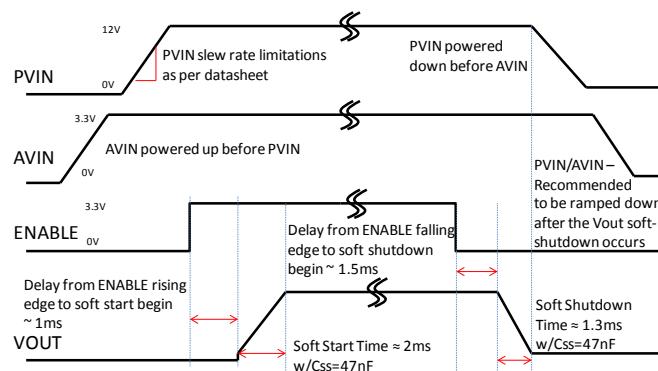 12V
PVIN
0V
PVIN slew rate limitations
as per datasheet
PVIN powered
down before AVIN
3.3V
AVIN
0V
AVIN powered up before PVIN
PVIN/AVIN –
Recommended
to be ramped down
after the Vout soft-
shutdown occurs
3.3V
ENABLE
0V
Delay from ENABLE falling
edge to soft shutdown
begin ~ 1.5ms
Delay from ENABLE rising
edge to soft start begin
~ 1ms
VOUT
Soft Start Time ≈ 2ms
w/Css=47nF
Soft Shutdown
Time ≈ 1.3ms
w/Css=47nF